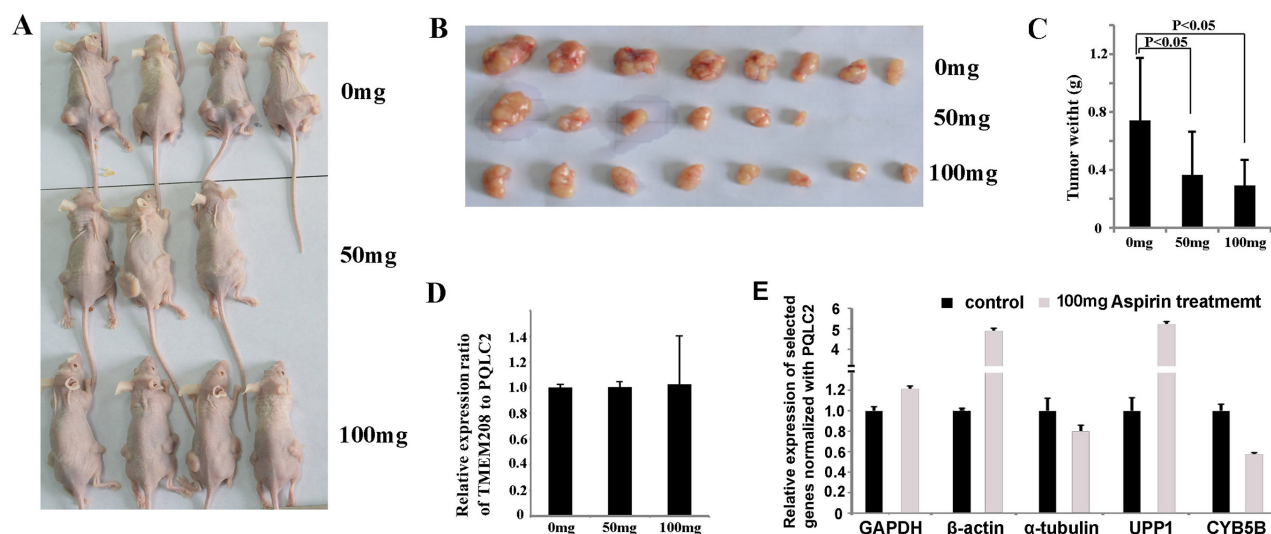 A
0mg
50mg
100mg
B
0mg
50mg
100mg
C
P<0.05
P<0.05
Tumor weitht (g)
1.2
0.8
0.4
0
0mg 50mg 100mg
D
Relative expression ratio
of TMEM208 to PQLC2
1.4
1.2
1.0
0.8
0.6
0.4
0.2
0
0mg 50mg 100mg
E
control 100mg Aspirin treatmemt
Relative expression of selected
genes normalized with PQLC2
6
5
4
1.2
1.0
0.8
0.6
0.4
0.2
0
GAPDH ß-actin α-tubulin UPP1 CYB5B